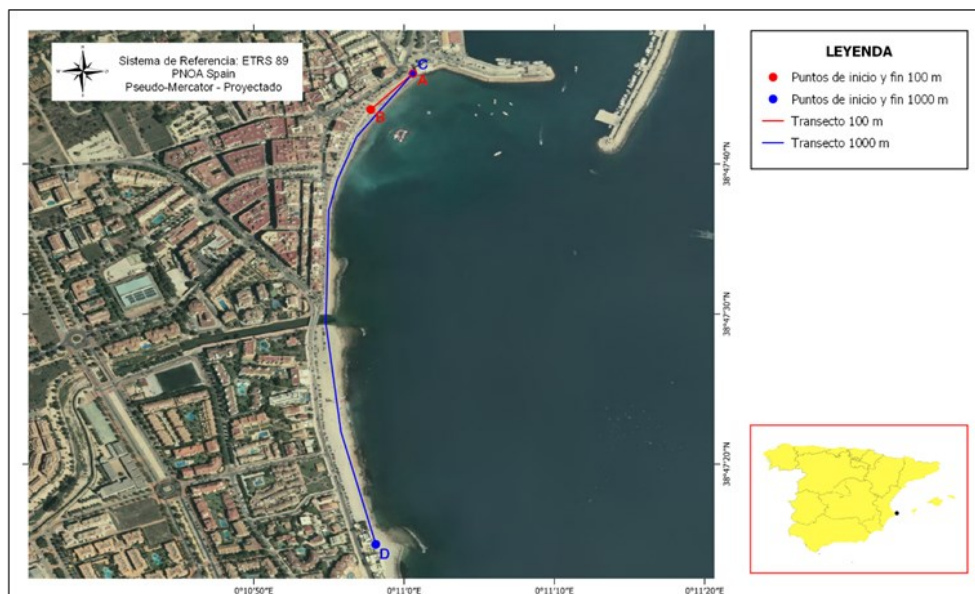 Sistema de Referencia: ETRS 89
PNOA Spain
Pseudo-Mercator - Proyectado
C
A
B
D
38°47'40"N
38°47'30"N
38°47'20"N
0°10'50"E
0°11'0"E
0°11'10"E
0°11'20"E
LEYENDA
Puntos de inicio y fin 100 m
Puntos de inicio y fin 1000 m
Transecto 100 m
Transecto 1000 m